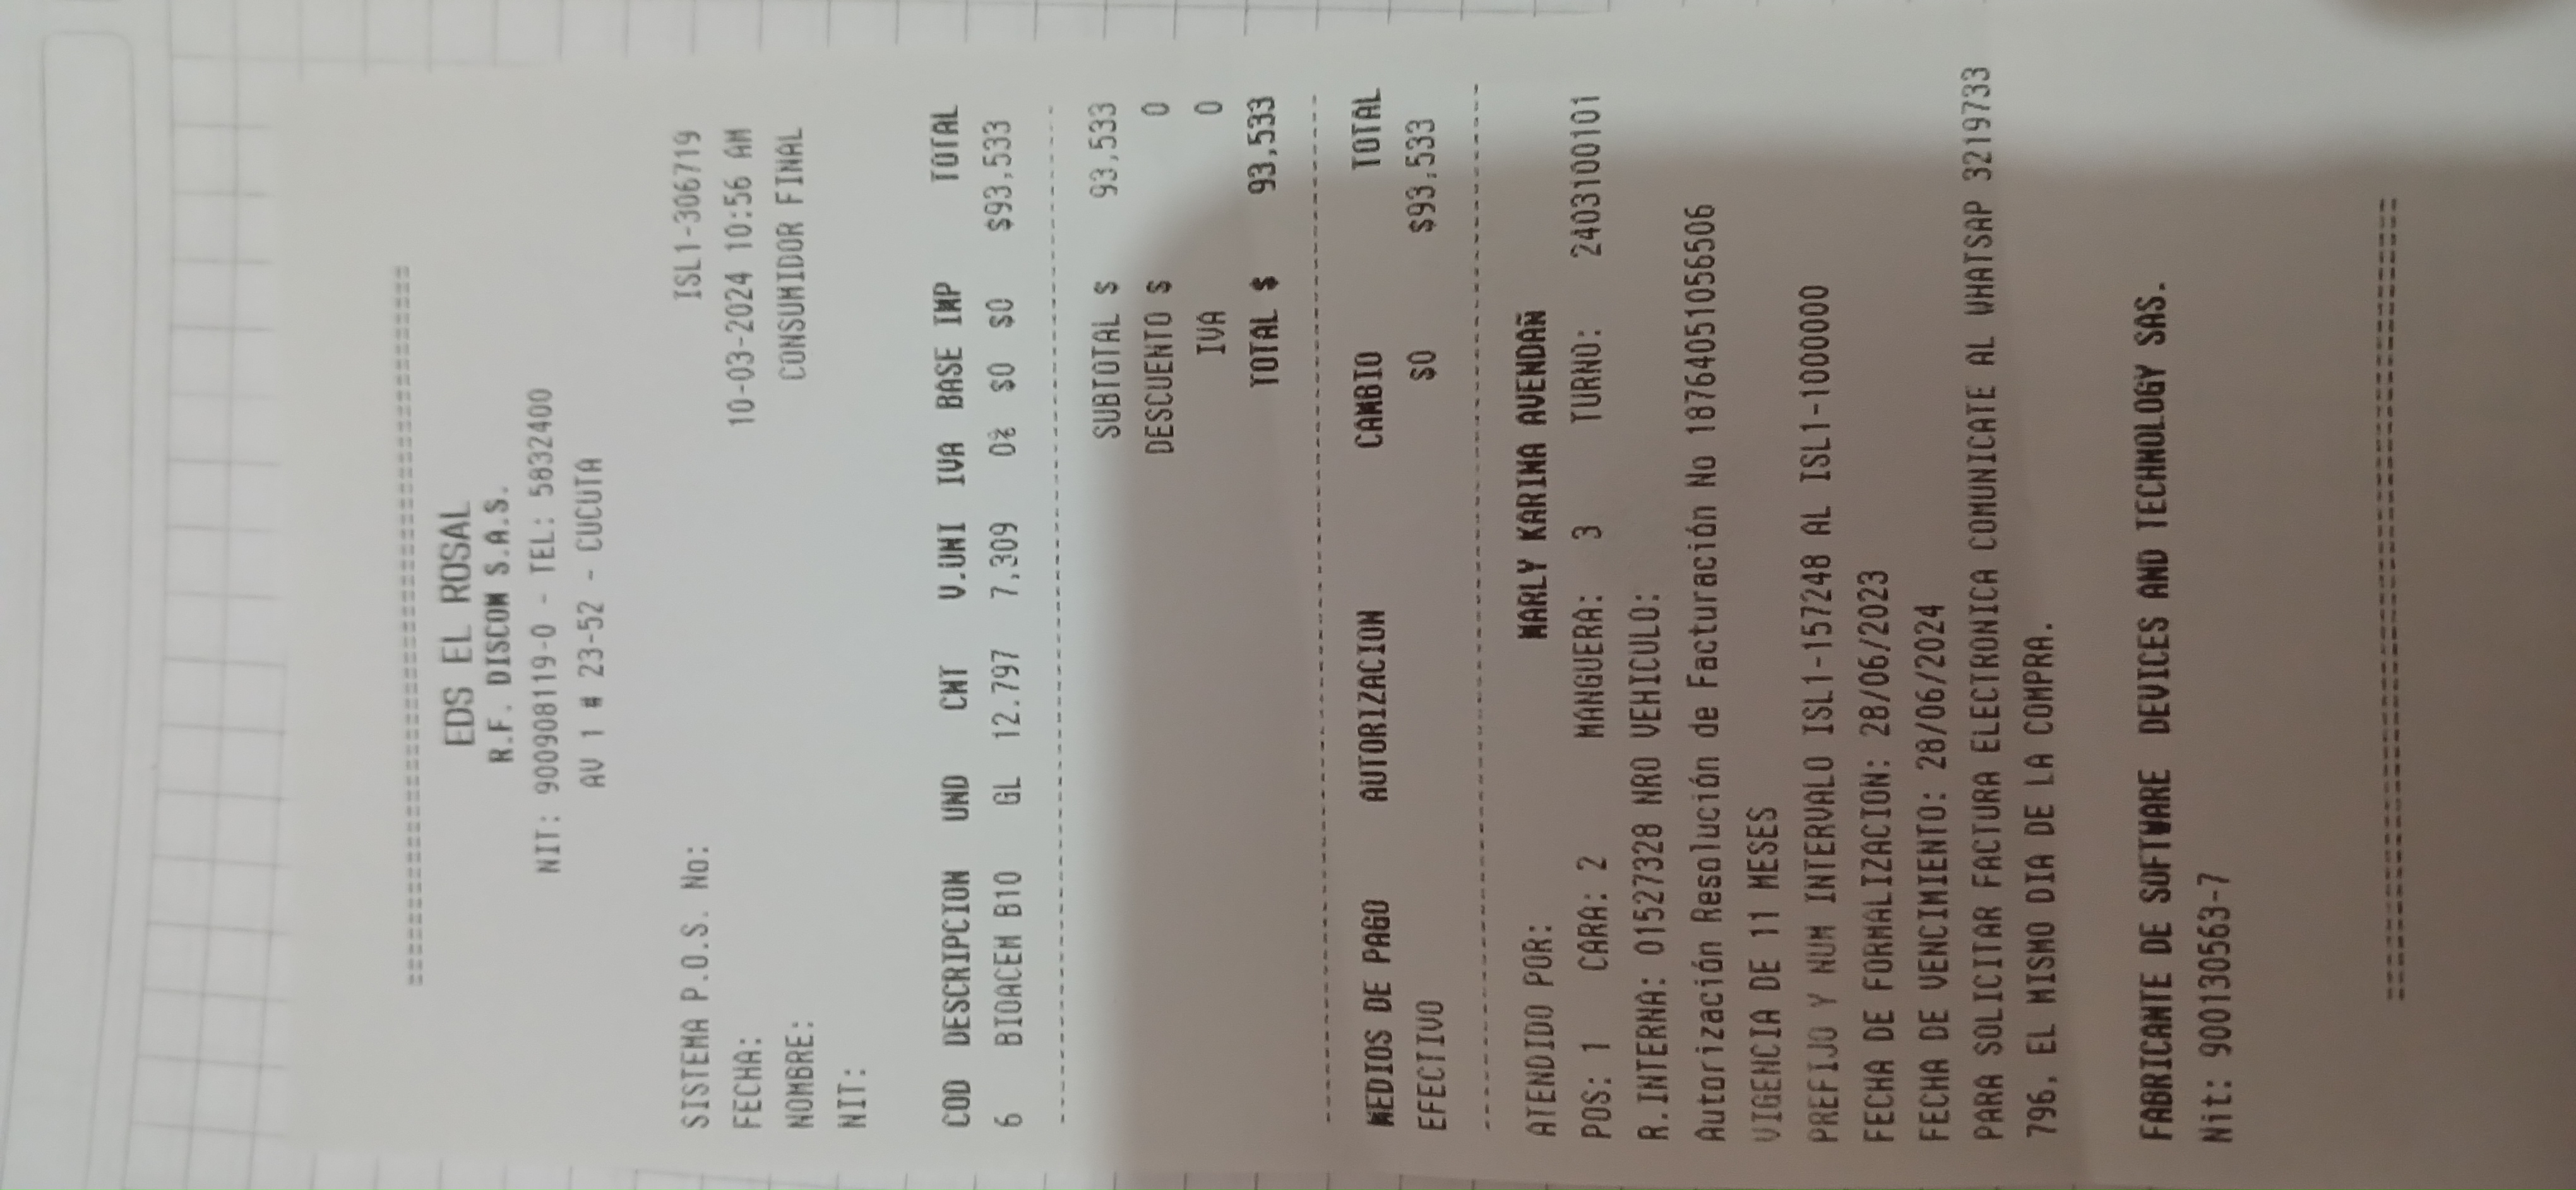 EDS EL ROSAL
R.F. DISCOM S.A.S.
NIT: 900908119-0 - TEL: 5832400
AV 1 # 23-52 - CUCUTA
SISTEMA P.O.S. No: ISL1-306719
FECHA: 10-03-2024 10:56 AM
NOMBRE: CONSUMIDOR FINAL
NIT:
COD DESCRIPCION UND CNT V.UNI IVA BASE IMP TOTAL
6 BIOACEM B10 GL 12.797 7,309 0% $0 $0 $93,533
SUBTOTAL $ 93,533
DESCUENTO $ 0
IVA 0
TOTAL $ 93,533
MEDIOS DE PAGO AUTORIZACION CAMBIO TOTAL
EFECTIVO $0 $93,533
ATENDIDO POR: MARLY KARINA AVENDAÑ
POS: 1 CARA: 2 MANGUERA: 3 TURNO: 2403100101
R.INTERNA: 01527328 NRO VEHICULO:
Autorización Resolución de Facturación No 18764051056506
VIGENCIA DE 11 MESES
PREFIJO Y NUM INTERVALO ISL1-157248 AL ISL1-1000000
FECHA DE FORMALIZACION: 28/06/2023
FECHA DE VENCIMIENTO: 28/06/2024
PARA SOLICITAR FACTURA ELECTRONICA COMUNICATE AL WHATSAP 3219733
796, EL MISMO DIA DE LA COMPRA.
FABRICANTE DE SOFTWARE DEVICES AND TECHNOLOGY SAS.
Nit: 900130563-7